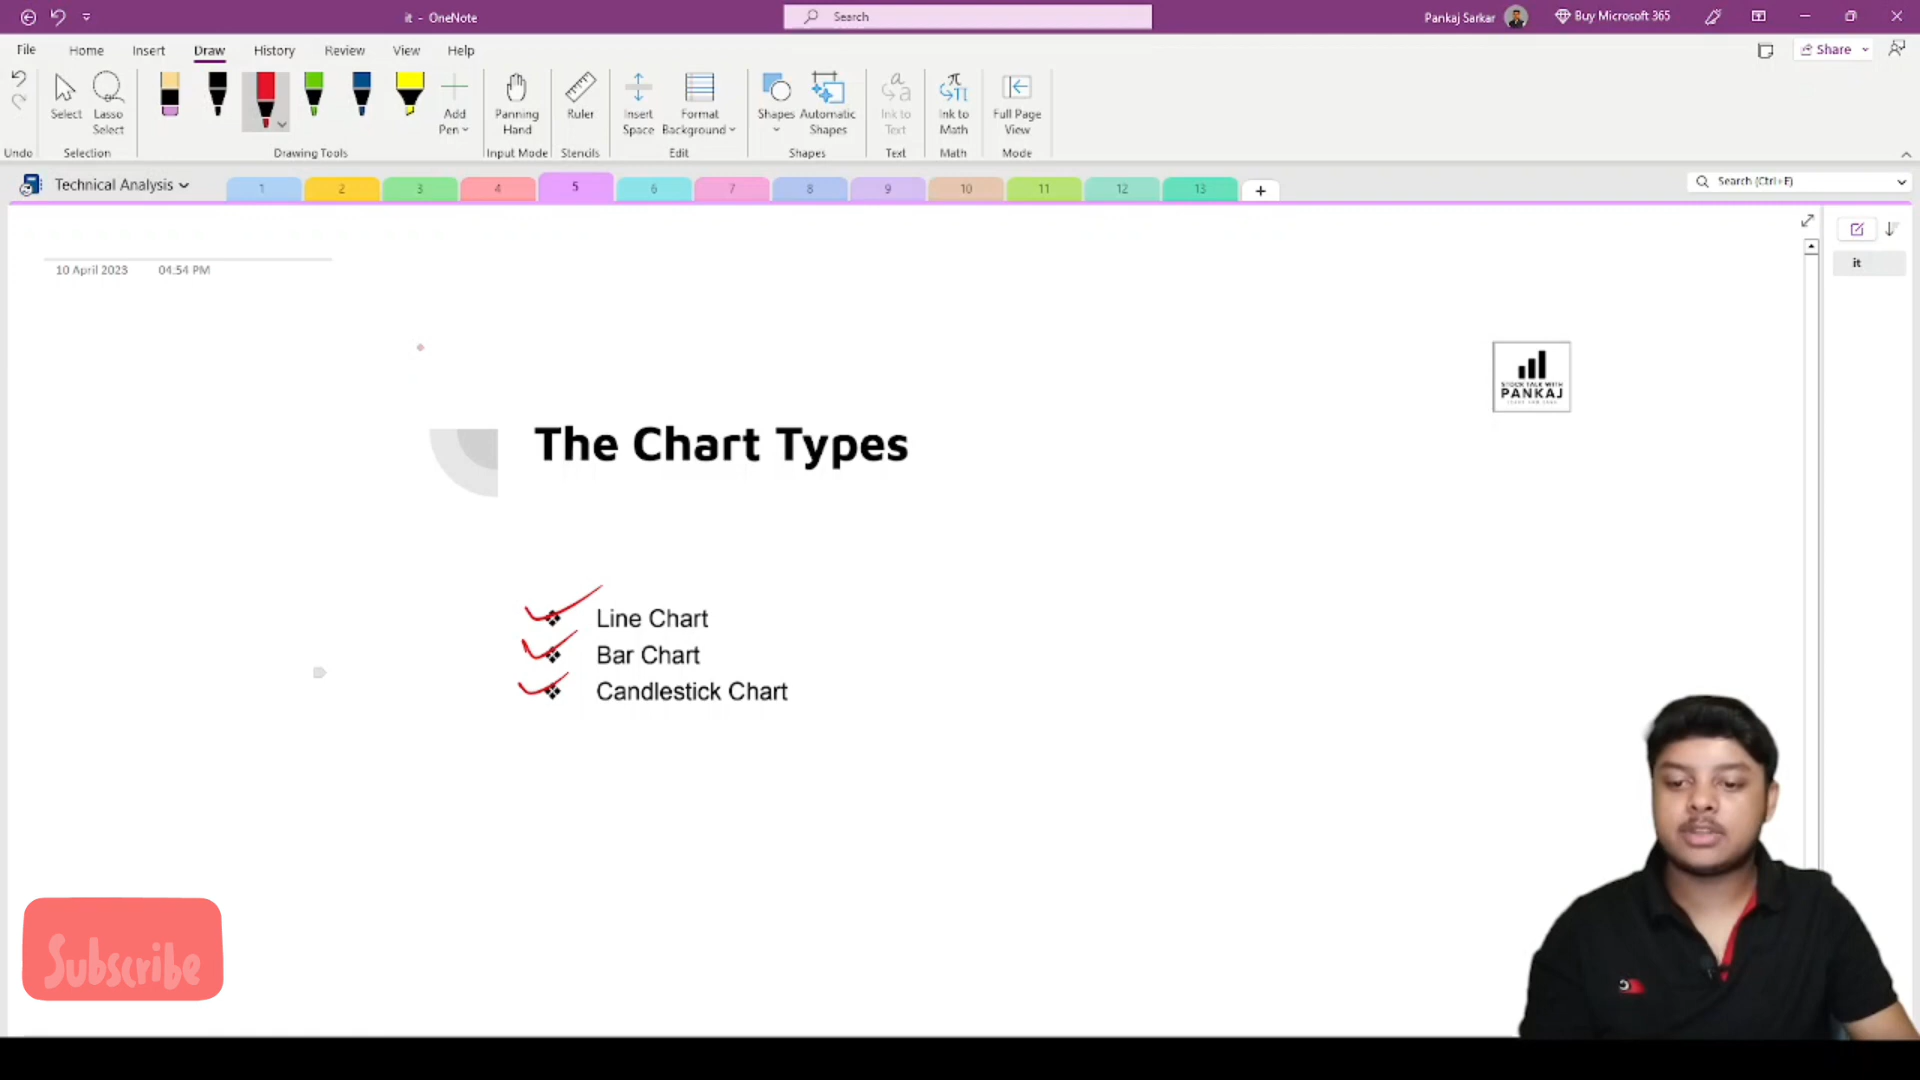 it - OneNote
Search
Pankaj Sarkar
Buy Microsoft 365
File
Home
Insert
Draw
History
Review
View
Help
Share
Select
Lasso Select
Add Pen
Panning Hand
Ruler
Insert Space
Format Background
Shapes
Automatic Shapes
Ink to Text
Ink to Math
Full Page View
Undo
Selection
Drawing Tools
Input Mode
Stencils
Edit
Shapes
Text
Math
Mode
Technical Analysis
1
2
3
4
5
6
7
8
9
10
11
12
13
Search (Ctrl+E)
it
10 April 2023
04.54 PM
STOCK TALK WITH
PANKAJ
The Chart Types
Line Chart
Bar Chart
Candlestick Chart
Subscribe